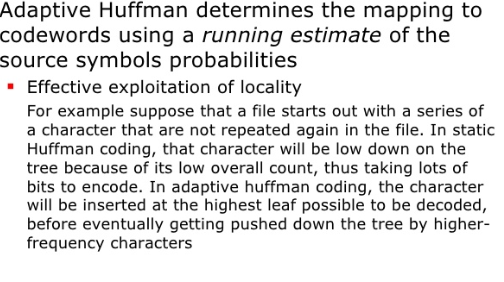 Adaptive Huffman determines the mapping to
codewords using a running estimate of the
source symbols probabilities
Effective exploitation of locality
For example suppose that a file starts out with a series of
a character that are not repeated again in the file. In static
Huffman coding, that character will be low down on the
tree because of its low overall count, thus taking lots of
bits to encode. In adaptive huffman coding, the character
will be inserted at the highest leaf possible to be decoded,
before eventually getting pushed down the tree by higher-
frequency characters